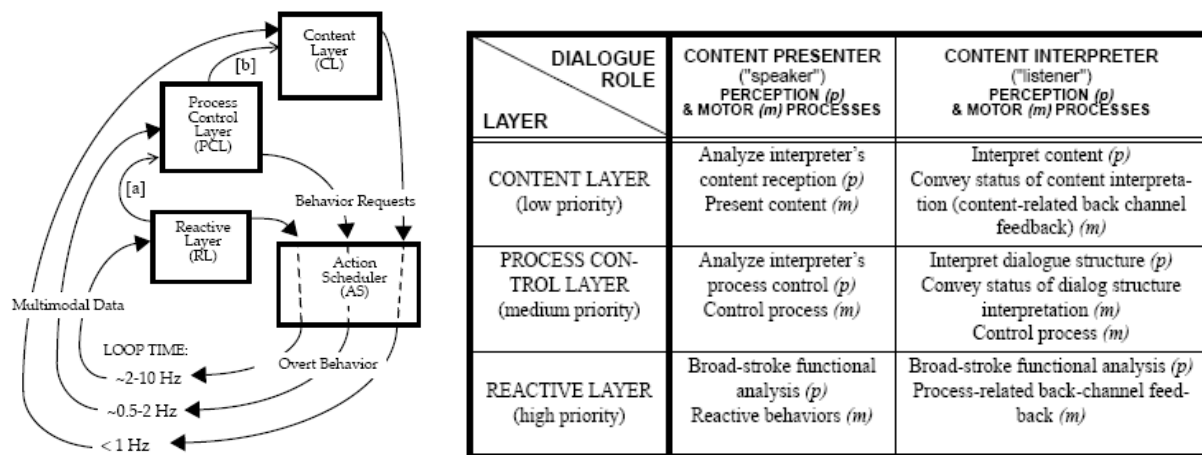 Content
Layer
(CL)
[b]
Process
Control
Layer
(PCL)
[a]
Behavior Requests
Reactive
Layer
(RL)
Action
Scheduler
(AS)
Multimodal Data
LOOP TIME:
Overt Behavior
~2-10 Hz
~0.5-2 Hz
< 1 Hz
DIALOGUE
ROLE
LAYER
CONTENT PRESENTER
("speaker")
PERCEPTION (p)
& MOTOR (m) PROCESSES
CONTENT INTERPRETER
("listener")
PERCEPTION (p)
& MOTOR (m) PROCESSES
CONTENT LAYER
(low priority)
Analyze interpreter's
content reception (p)
Present content (m)
Interpret content (p)
Convey status of content interpreta-
tion (content-related back channel
feedback) (m)
PROCESS CON-
TROL LAYER
(medium priority)
Analyze interpreter's
process control (p)
Control process (m)
Interpret dialogue structure (p)
Convey status of dialog structure
interpretation (m)
Control process (m)
REACTIVE LAYER
(high priority)
Broad-stroke functional
analysis (p)
Reactive behaviors (m)
Broad-stroke functional analysis (p)
Process-related back-channel feed-
back (m)